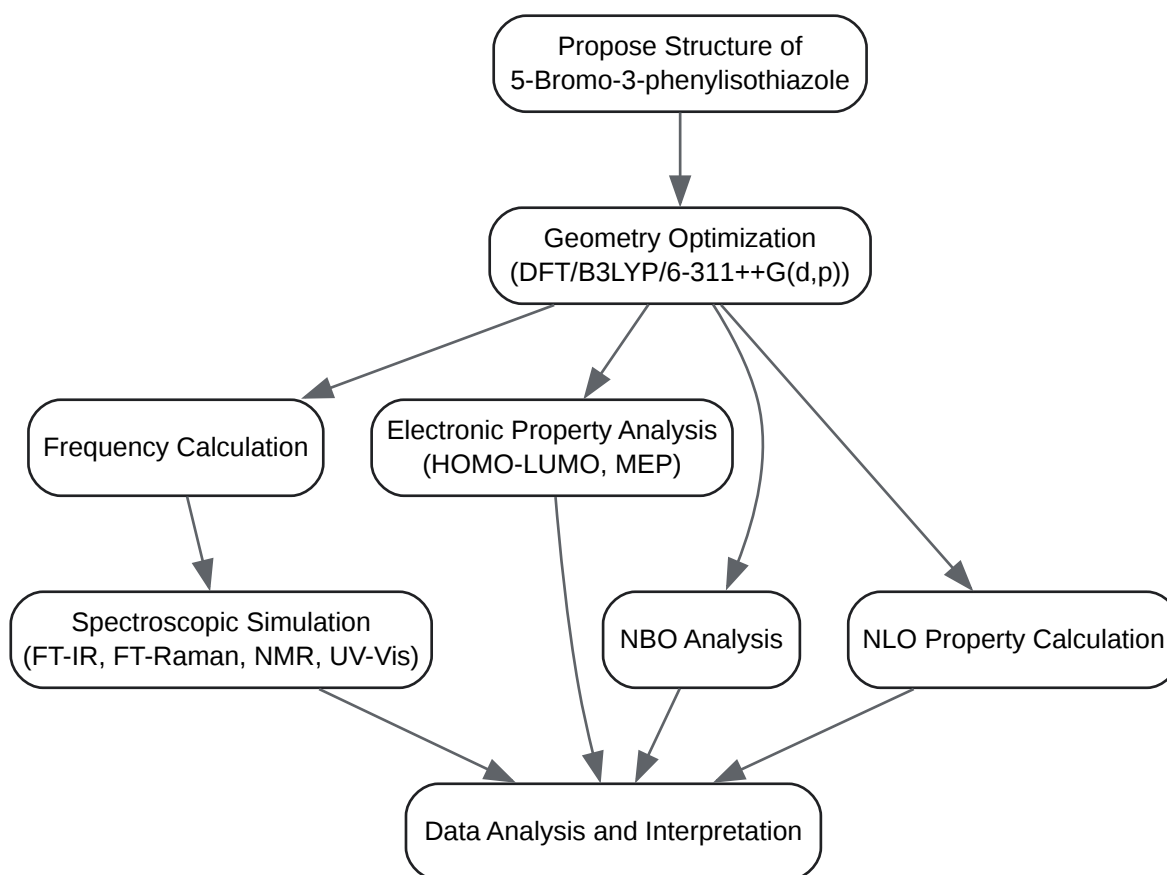 Propose Structure of
5-Bromo-3-phenylisothiazole
Geometry Optimization
(DFT/B3LYP/6-311++G(d,p))
Frequency Calculation
Electronic Property Analysis
(HOMO-LUMO, MEP)
Spectroscopic Simulation
(FT-IR, FT-Raman, NMR, UV-Vis)
NBO Analysis
NLO Property Calculation
Data Analysis and Interpretation